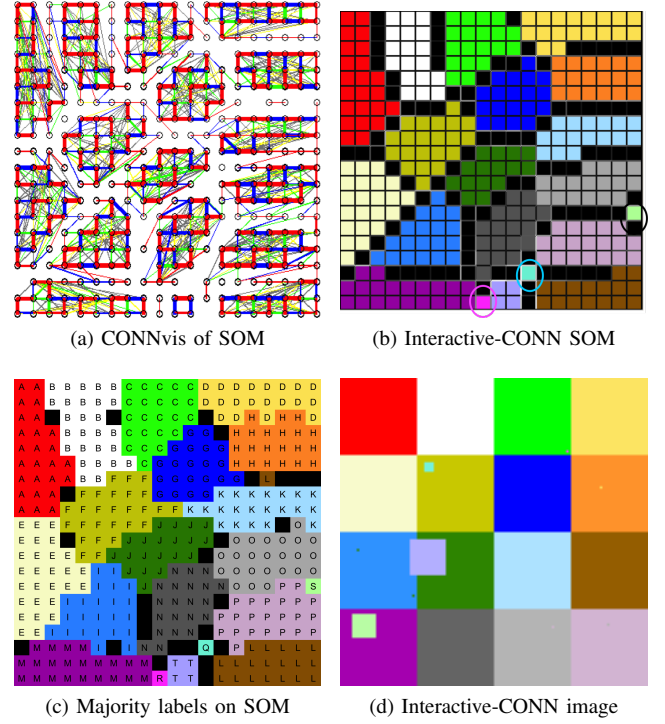 (a) CONNvis of SOM
(b) Interactive-CONN SOM
A A B B B B B C C C C C D D D D D D D D
A A B B B B B C C C C C D D D D D D D
A A B B B C C C C C D D H D H H D
A A A B B B B C C C C G G H H H H H H
A A A B B B B B C C C G G G H H H H H H
A A A A B B B B C G G G G G H H H H H H
A A A A F F F G G G G G D L
A A A F F F F F G G G G K K K K K K K
A A A F F F F F F F F K K K K K K K K K
E E E F F F F F F J J J J K K K K O K
E E E E F F F J J J J J O O O O O O O
E E E E F F J J J J J J O O O O O O O
E E E E E I I J J J N N N O O O O O O O
E E E E E I I I J N N N N N O O O P P S
E E E E I I I I N N N N P P P P P P
E E I I I I I I N N N N P P P P P P
E E I I I I I I N N N P P P P P P
M M M M I I N N Q P P P P P P
M M M M M M M M M T T L L L L L L L
M M M M M M M M M R T T L L L L L L L
(c) Majority labels on SOM
(d) Interactive-CONN image